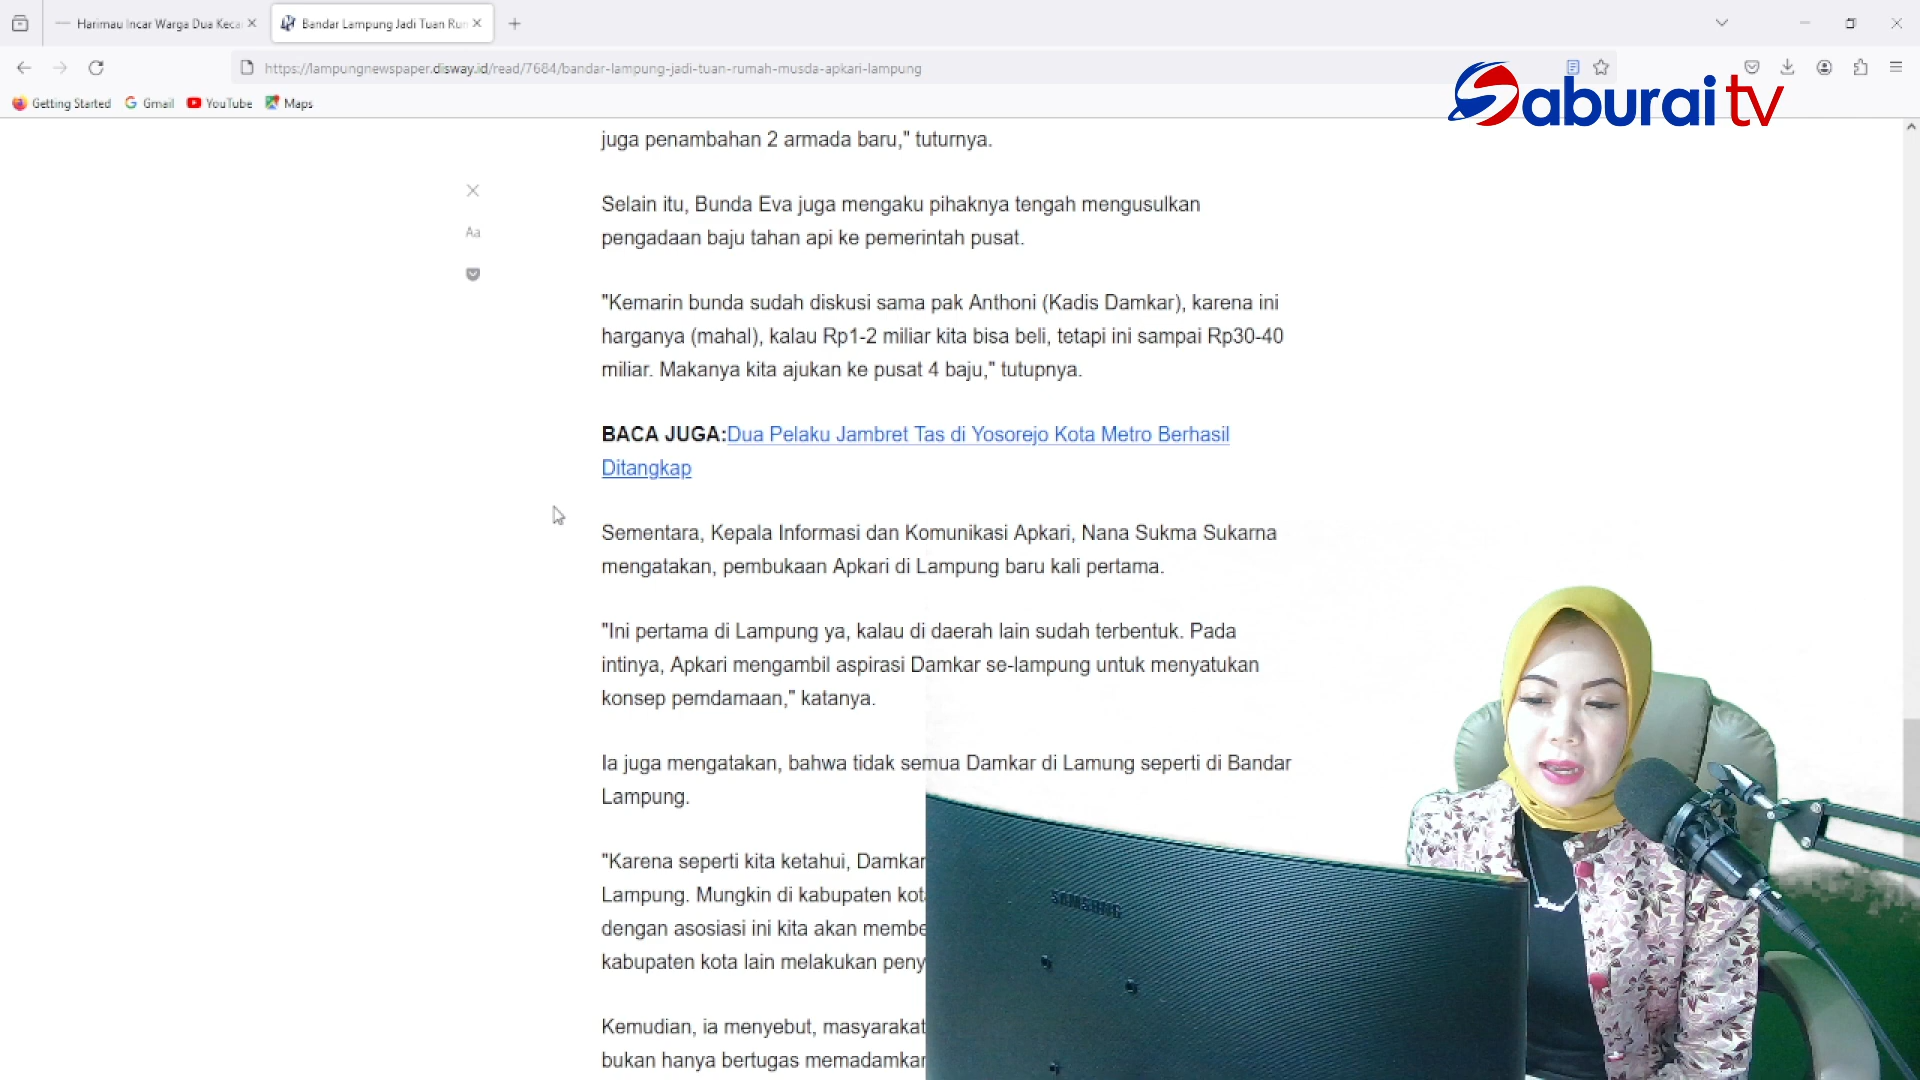 Harimau Incar Warga Dua Keca
Bandar Lampung Jadi Tuan Rum
https://lampungnewspaper.disway.id/read/7684/bandar-lampung-jadi-tuan-rumah-musda-apkari-lampung
Getting Started
Gmail
YouTube
Maps
Saburai tv
juga penambahan 2 armada baru," tuturnya.
Aa
Selain itu, Bunda Eva juga mengaku pihaknya tengah mengusulkan
pengadaan baju tahan api ke pemerintah pusat.
"Kemarin bunda sudah diskusi sama pak Anthoni (Kadis Damkar), karena ini
harganya (mahal), kalau Rp1-2 miliar kita bisa beli, tetapi ini sampai Rp30-40
miliar. Makanya kita ajukan ke pusat 4 baju," tutupnya.
BACA JUGA:Dua Pelaku Jambret Tas di Yosorejo Kota Metro Berhasil
Ditangkap
Sementara, Kepala Informasi dan Komunikasi Apkari, Nana Sukma Sukarna
mengatakan, pembukaan Apkari di Lampung baru kali pertama.
"Ini pertama di Lampung ya, kalau di daerah lain sudah terbentuk. Pada
intinya, Apkari mengambil aspirasi Damkar se-lampung untuk menyatukan
konsep pemdamaan," katanya.
Ia juga mengatakan, bahwa tidak semua Damkar di Lamung seperti di Bandar
Lampung.
"Karena seperti kita ketahui, Damkar
Lampung. Mungkin di kabupaten kot
dengan asosiasi ini kita akan membe
kabupaten kota lain melakukan peny
Kemudian, ia menyebut, masyarakat
bukan hanya bertugas memadamkan
SAMSUNG